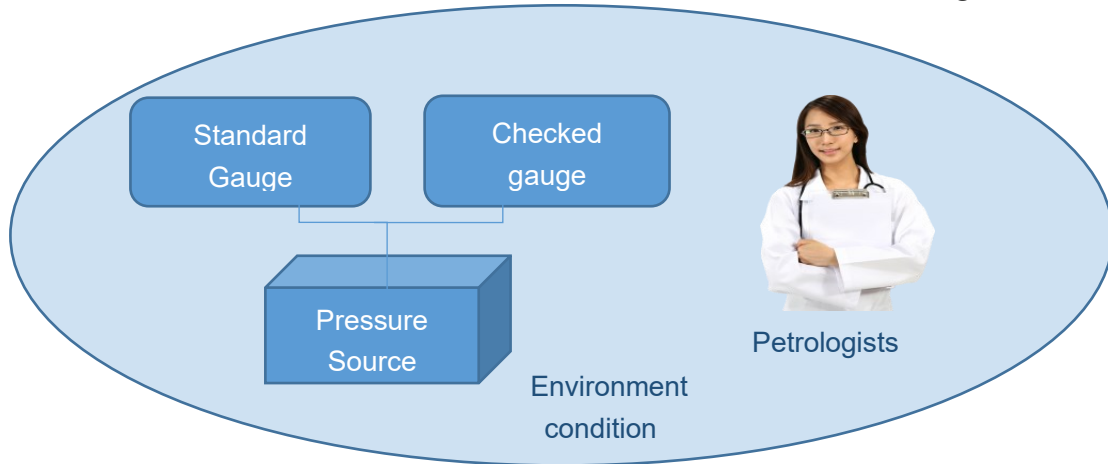 Standard
Gauge
Checked
gauge
Pressure
Source
Petrologists
Environment
condition